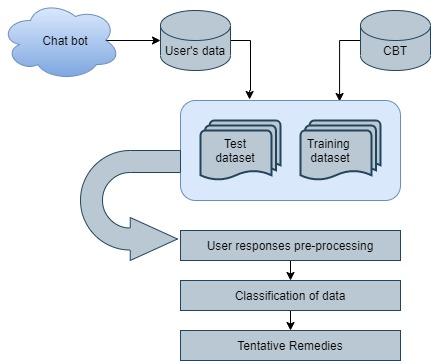 Chat bot
User's data
CBT
Test
dataset
Training
dataset
User responses pre-processing
Classification of data
Tentative Remedies